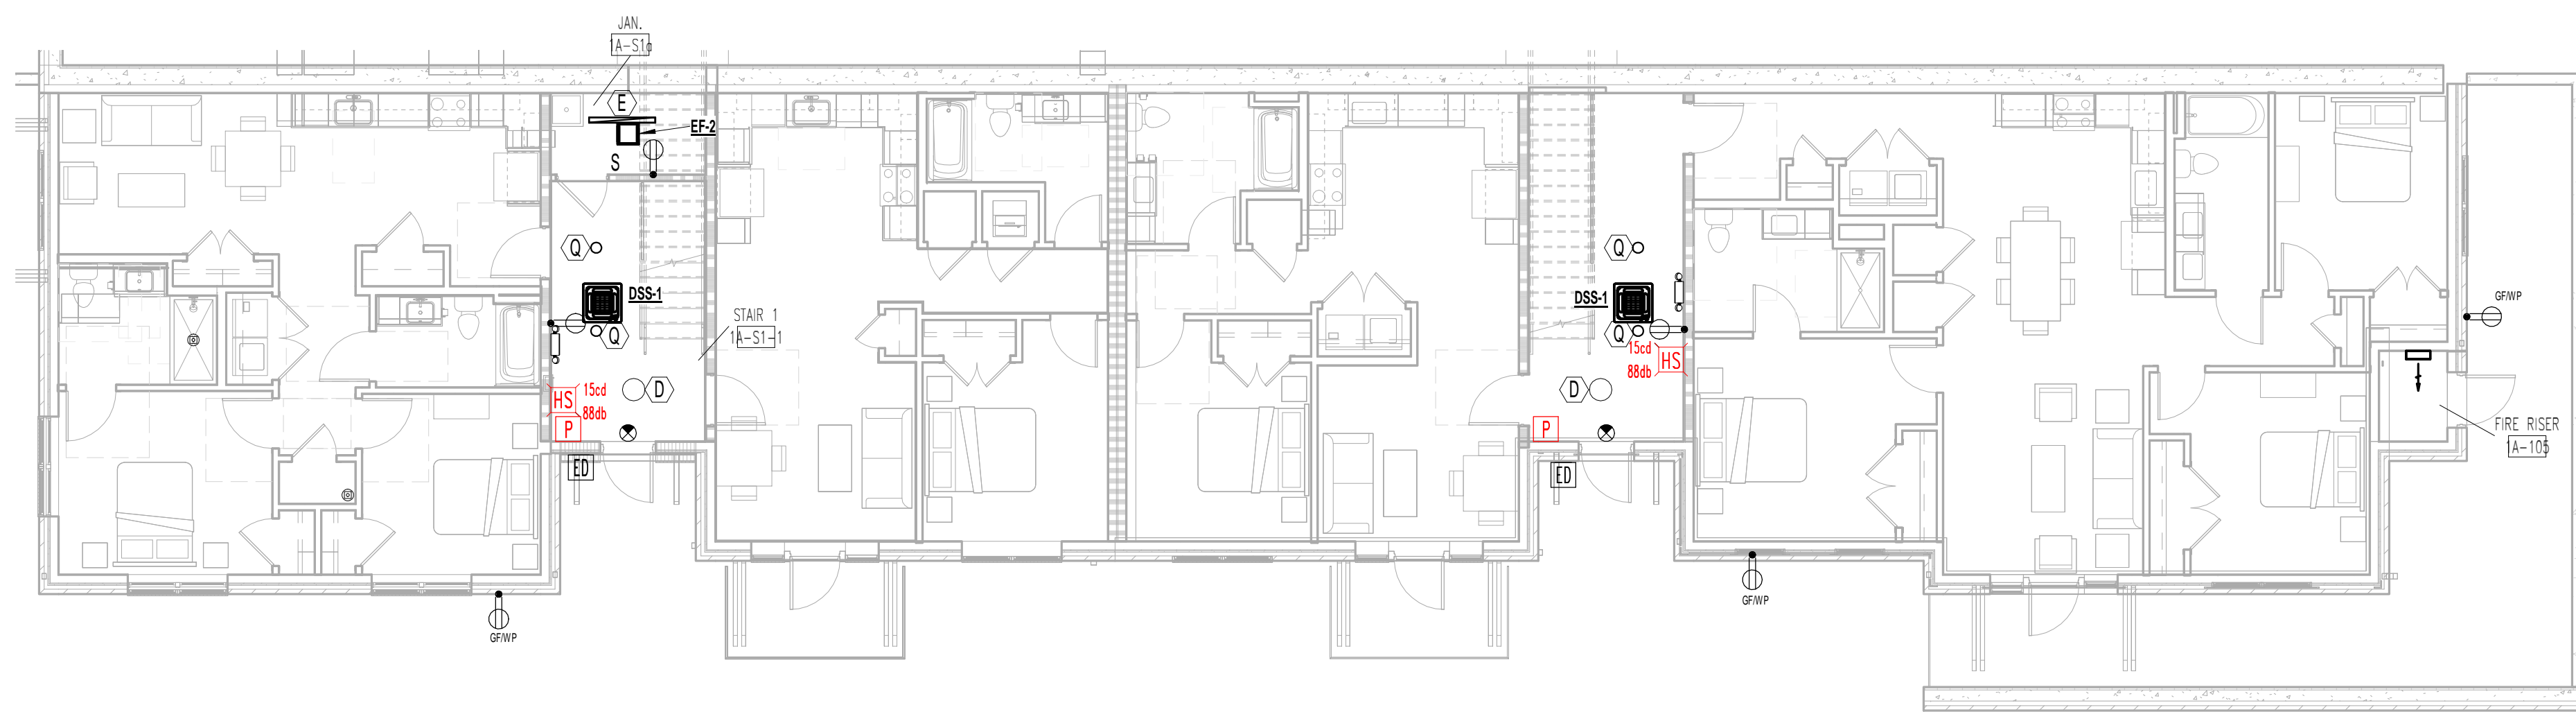 JAN.
1A-S1a
E
EF-2
S
Q
DSS-1
Q
STAIR 1
1A-S1-1
HS
15cd
88db
D
P
ED
GF/WP
Q
DSS-1
Q
15cd
88db
HS
D
P
ED
GF/WP
GF/WP
FIRE RISER
1A-105